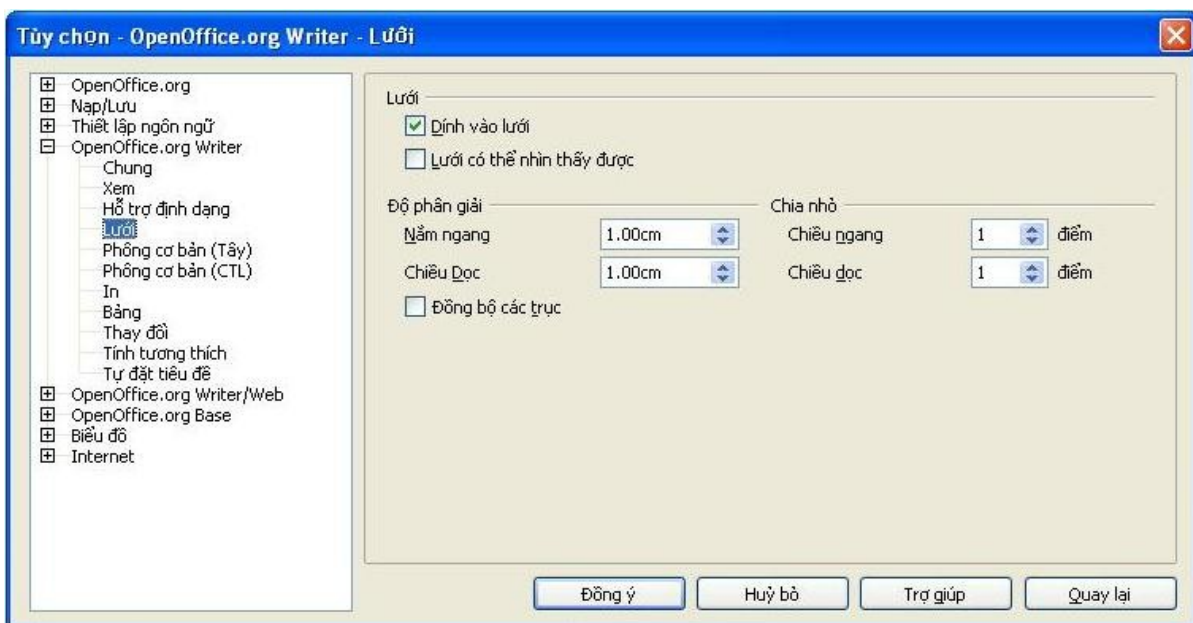 Tùy chọn - OpenOffice.org Writer - Lưới
OpenOffice.org
Nạp/Lưu
Thiết lập ngôn ngữ
OpenOffice.org Writer
Chung
Xem
Hỗ trợ định dạng
Lưới
Phông cơ bản (Tây)
Phông cơ bản (CTL)
In
Bảng
Thay đổi
Tính tương thích
Tự đặt tiêu đề
OpenOffice.org Writer/Web
OpenOffice.org Base
Biểu đồ
Internet
Lưới
Dính vào lưới
Lưới có thể nhìn thấy được
Độ phân giải
Nằm ngang 1.00cm
Chiều Dọc 1.00cm
Đồng bộ các trục
Chia nhỏ
Chiều ngang 1 điểm
Chiều dọc 1 điểm
Đồng ý Huỷ bỏ Trợ giúp Quay lại